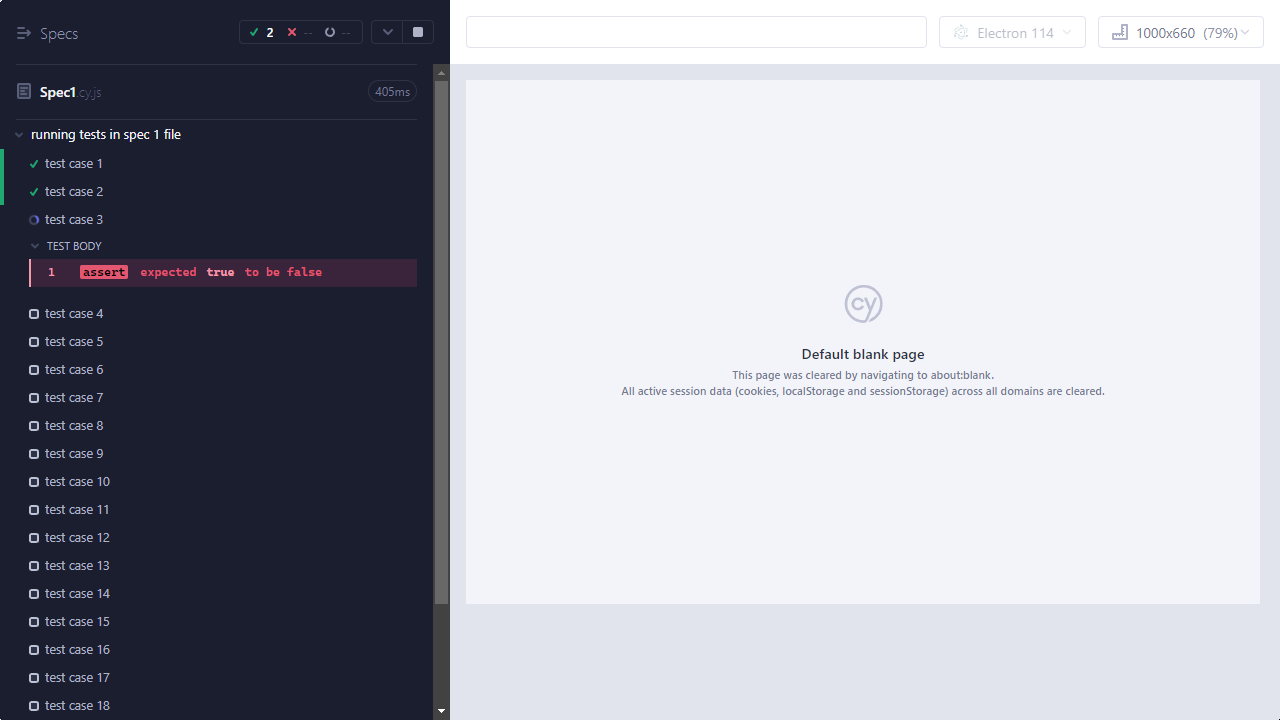 Specs
2
--
--
Spec1.cy.js
405ms
running tests in spec 1 file
test case 1
test case 2
test case 3
TEST BODY
1 assert expected true to be false
test case 4
test case 5
test case 6
test case 7
test case 8
test case 9
test case 10
test case 11
test case 12
test case 13
test case 14
test case 15
test case 16
test case 17
test case 18
Electron 114
1000x660 (79%)
cy
Default blank page
This page was cleared by navigating to about:blank.
All active session data (cookies, localStorage and sessionStorage) across all domains are cleared.